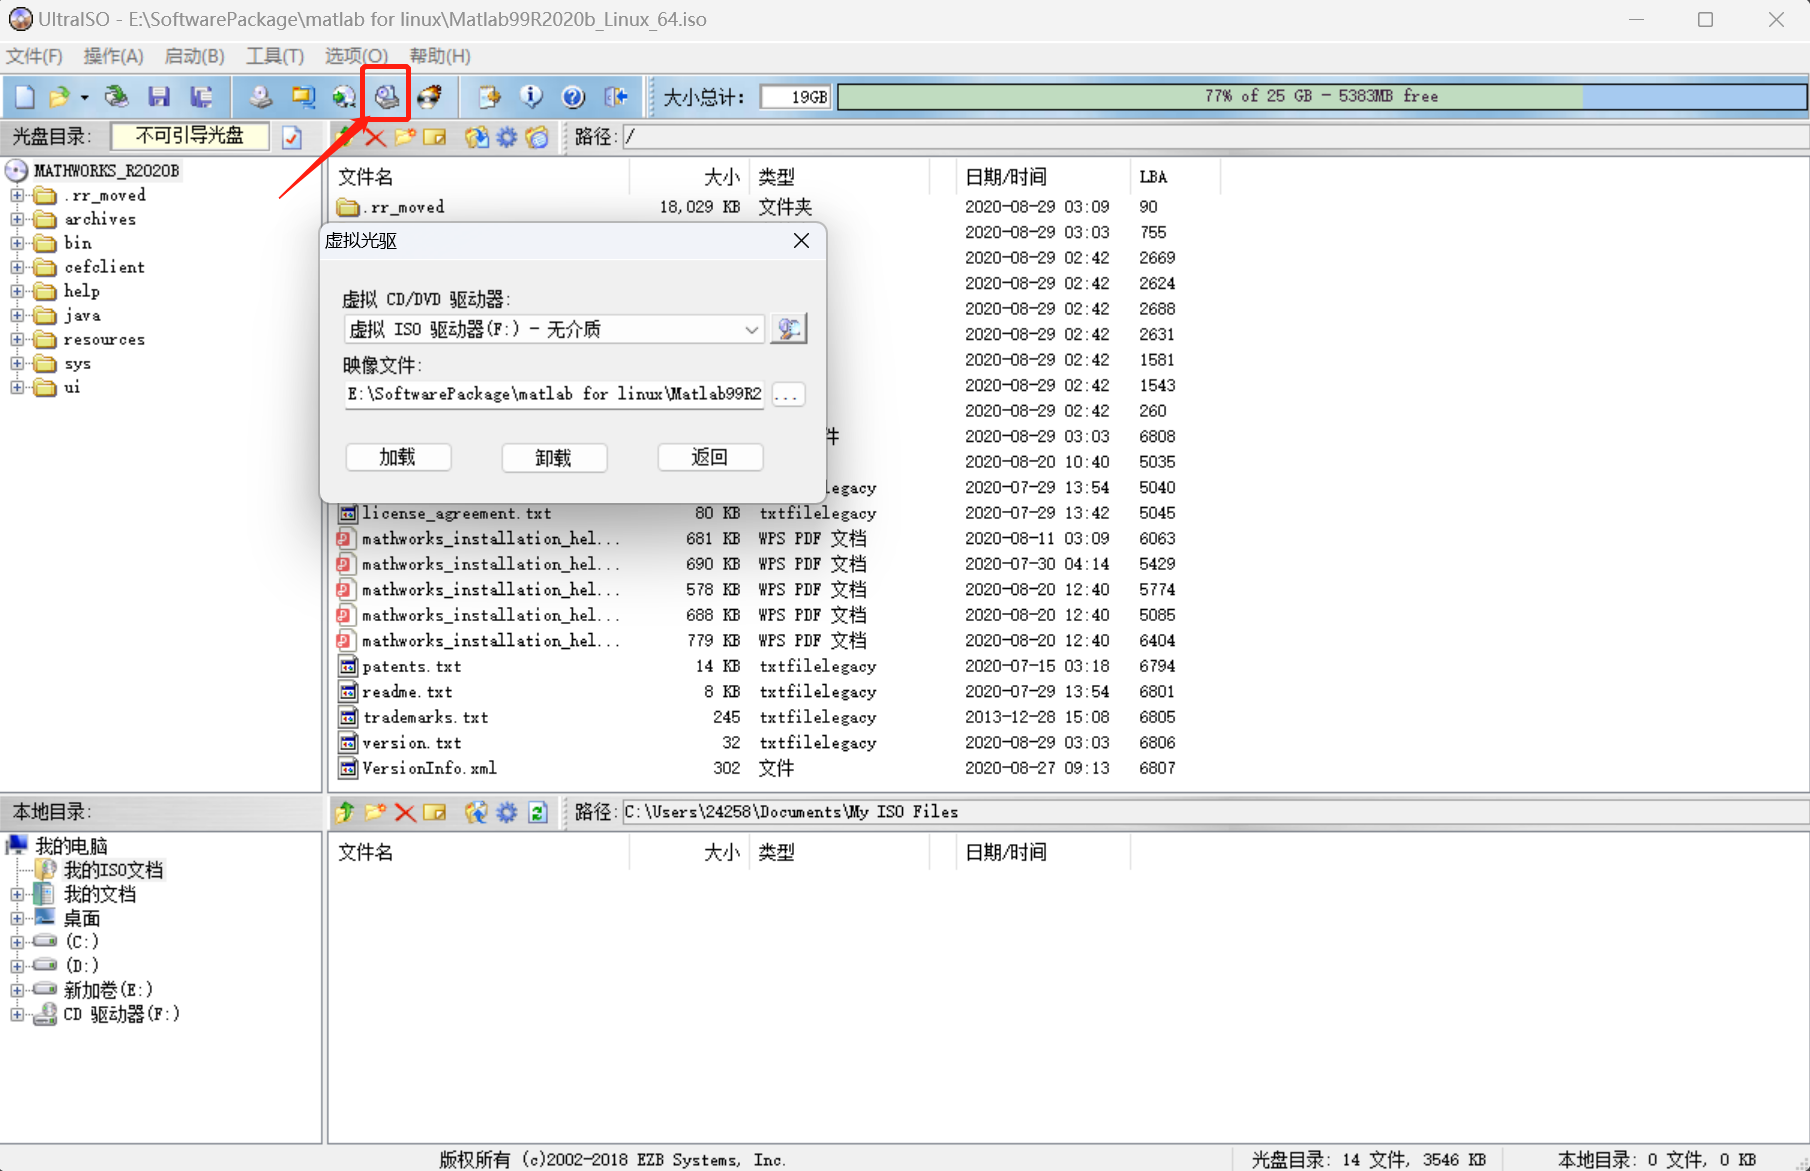 UltraISO - E:\SoftwarePackage\matlab for linux\Matlab99R2020b_Linux_64.iso
文件(F) 操作(A) 启动(B) 工具(T) 选项(O) 帮助(H)
大小总计: 19GB 77% of 25 GB - 5383MB free
光盘目录: 不可引导光盘 路径: /
MATHWORKS_R2020B
.rr_moved
archives
bin
cefclient
help
java
resources
sys
ui
文件名 大小 类型 日期/时间 LBA
.rr_moved 18,029 KB 文件夹 2020-08-29 03:09 90
2020-08-29 03:03 755
2020-08-29 02:42 2669
2020-08-29 02:42 2624
2020-08-29 02:42 2688
2020-08-29 02:42 2631
2020-08-29 02:42 1581
2020-08-29 02:42 1543
2020-08-29 02:42 260
件 2020-08-29 03:03 6808
2020-08-20 10:40 5035
legacy 2020-07-29 13:54 5040
license_agreement.txt 80 KB txtfilelegacy 2020-07-29 13:42 5045
mathworks_installation_hel... 681 KB WPS PDF 文档 2020-08-11 03:09 6063
mathworks_installation_hel... 690 KB WPS PDF 文档 2020-07-30 04:14 5429
mathworks_installation_hel... 578 KB WPS PDF 文档 2020-08-20 12:40 5774
mathworks_installation_hel... 688 KB WPS PDF 文档 2020-08-20 12:40 5085
mathworks_installation_hel... 779 KB WPS PDF 文档 2020-08-20 12:40 6404
patents.txt 14 KB txtfilelegacy 2020-07-15 03:18 6794
readme.txt 8 KB txtfilelegacy 2020-07-29 13:54 6801
trademarks.txt 245 txtfilelegacy 2013-12-28 15:08 6805
version.txt 32 txtfilelegacy 2020-08-29 03:03 6806
VersionInfo.xml 302 文件 2020-08-27 09:13 6807
虚拟光驱
虚拟 CD/DVD 驱动器:
虚拟 ISO 驱动器(F:) - 无介质
映像文件:
E:\SoftwarePackage\matlab for linux\Matlab99R2 ...
加载 卸载 返回
本地目录: 路径: C:\Users\24258\Documents\My ISO Files
我的电脑
我的ISO文档
我的文档
桌面
(C:)
(D:)
新加卷(E:)
CD 驱动器(F:)
文件名 大小 类型 日期/时间
版权所有 (c)2002-2018 EZB Systems, Inc. 光盘目录: 14 文件, 3546 KB 本地目录: 0 文件, 0 KB